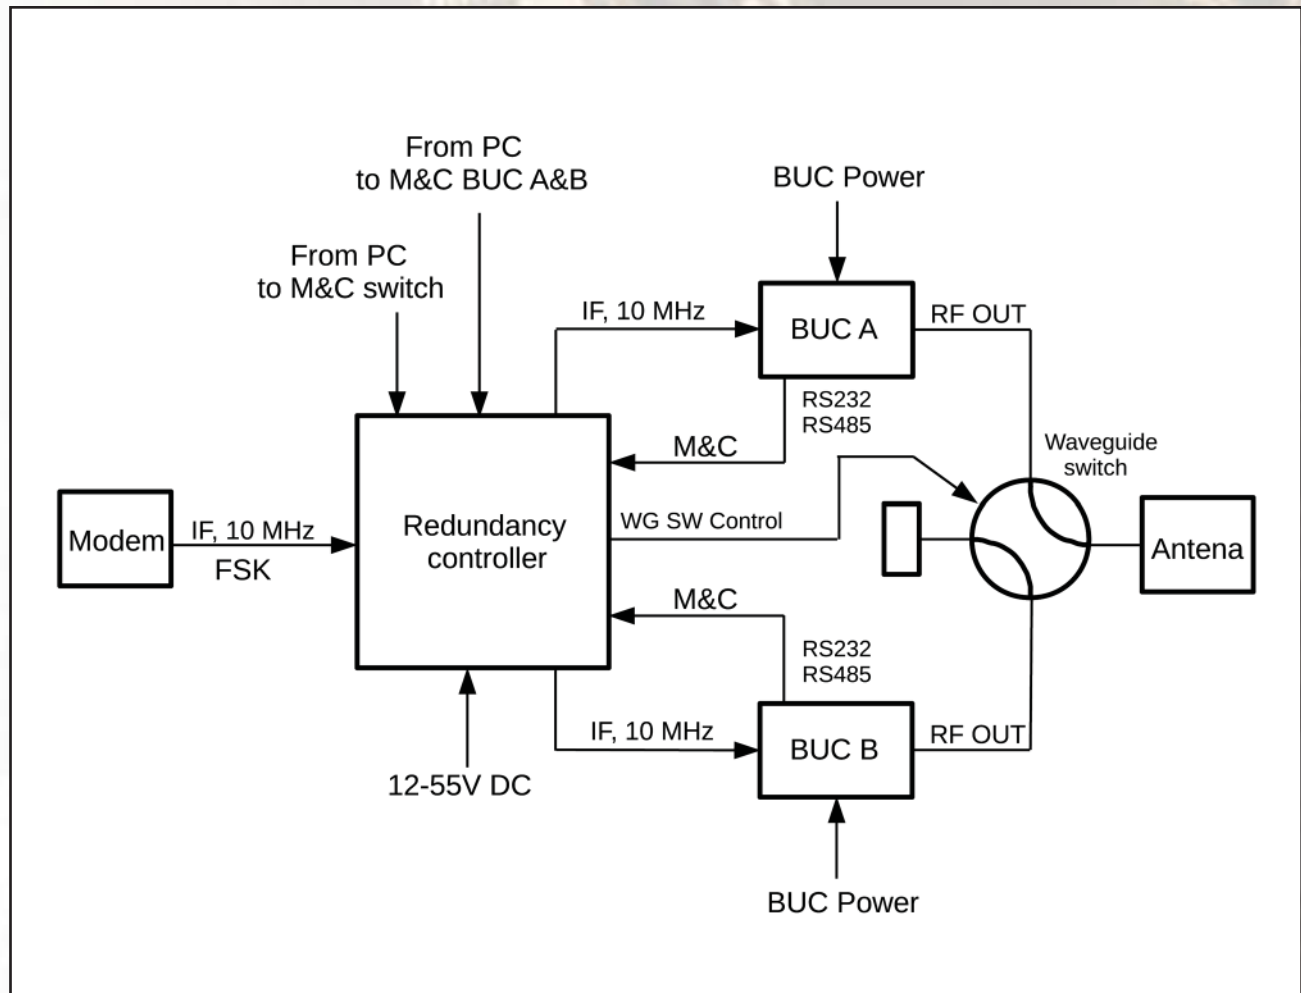 From PC
to M&C BUC A&B
BUC Power
From PC
to M&C switch
IF, 10 MHz
BUC A
RF OUT
RS232
RS485
M&C
Waveguide
switch
Modem
IF, 10 MHz
FSK
Redundancy
controller
WG SW Control
Antena
M&C
RS232
RS485
IF, 10 MHz
BUC B
RF OUT
12-55V DC
BUC Power